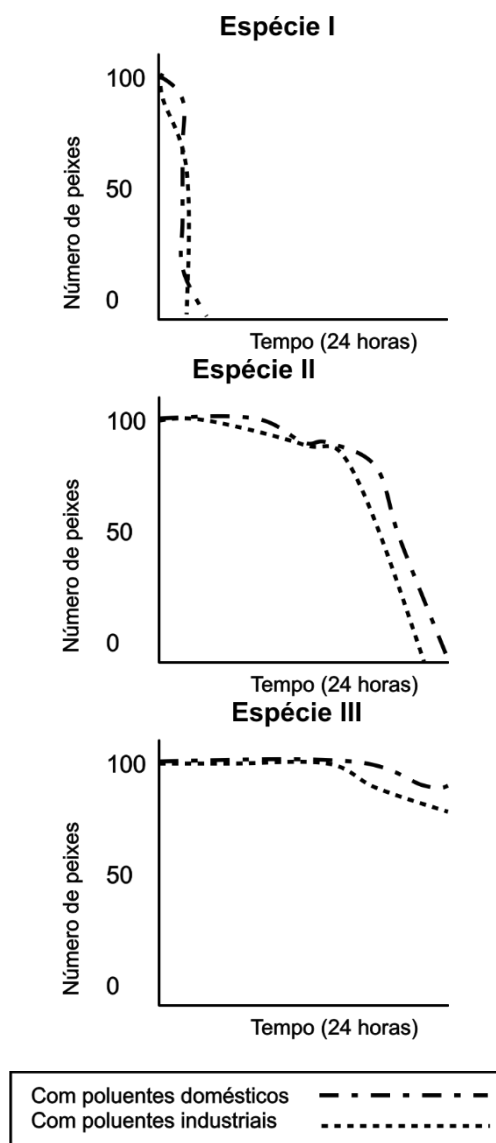 Espécie I
Número de peixes
100
50
0
Tempo (24 horas)
Espécie II
Número de peixes
100
50
0
Tempo (24 horas)
Espécie III
Número de peixes
100
50
0
Tempo (24 horas)
Com poluentes domésticos
Com poluentes industriais